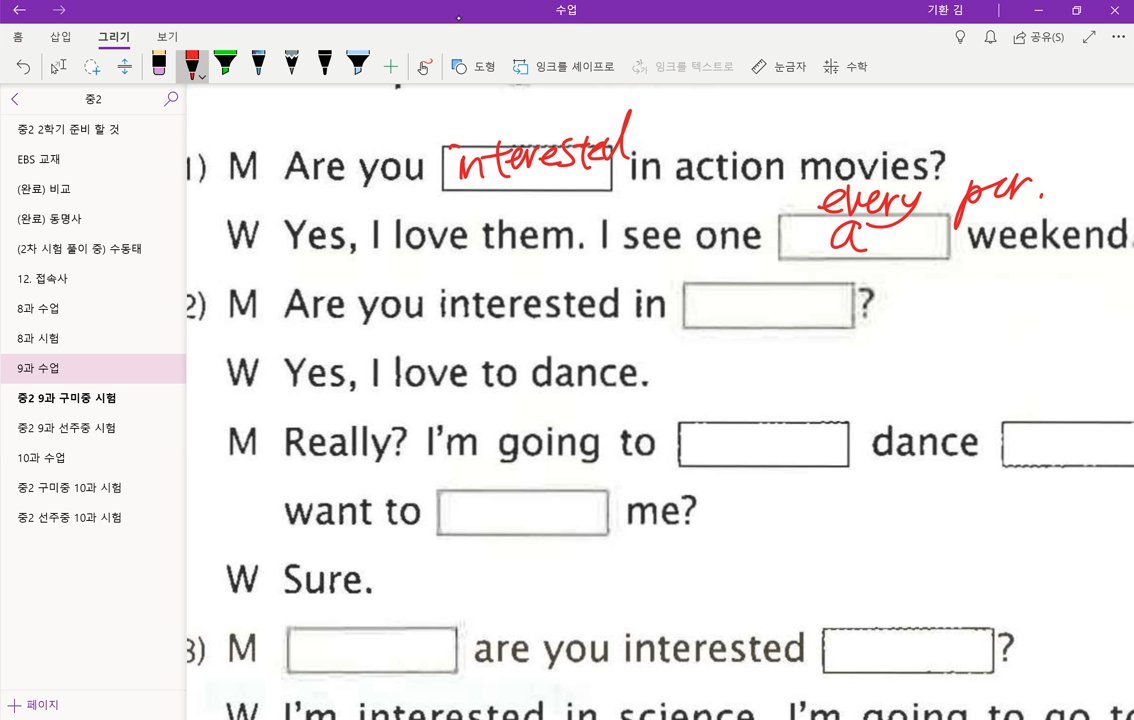 수업
기환 김
홈 삽입 그리기 보기
공유(S)
도형 잉크를 셰이프로 잉크를 텍스트로 눈금자 수학
중2
중2 2학기 준비 할 것
EBS 교재
(완료) 비교
(완료) 동명사
(2차 시험 풀이 중) 수동태
12. 접속사
8과 수업
8과 시험
9과 수업
중2 9과 구미중 시험
중2 9과 선주중 시험
10과 수업
중2 구미중 10과 시험
중2 선주중 10과 시험
페이지
1) M Are you interested in action movies?
every per.
W Yes, I love them. I see one a weekend.
2) M Are you interested in ?
W Yes, I love to dance.
M Really? I'm going to dance
want to me?
W Sure.
3) M are you interested ?
W I'm interested in science. I'm going to go to